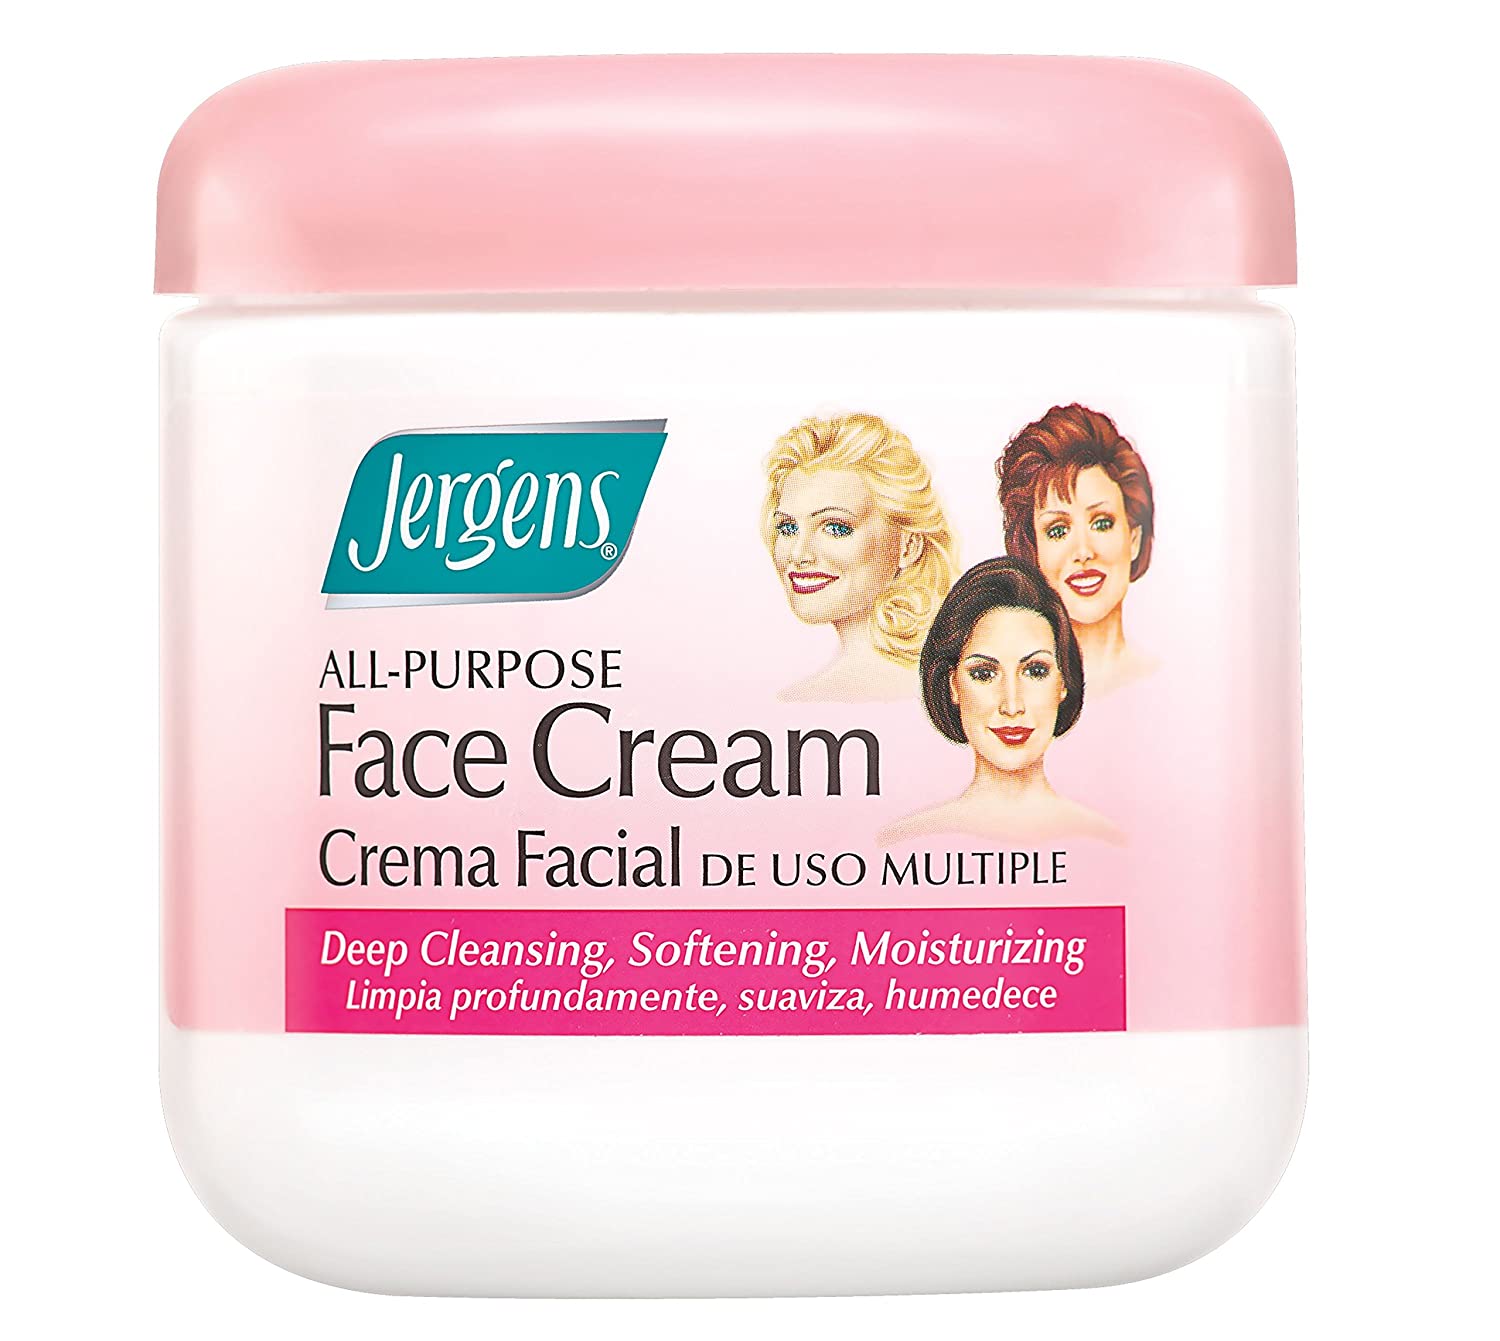 Jergens®
ALL-PURPOSE
Face Cream
Crema Facial DE USO MULTIPLE
Deep Cleansing, Softening, Moisturizing
Limpia profundamente, suaviza, humedece